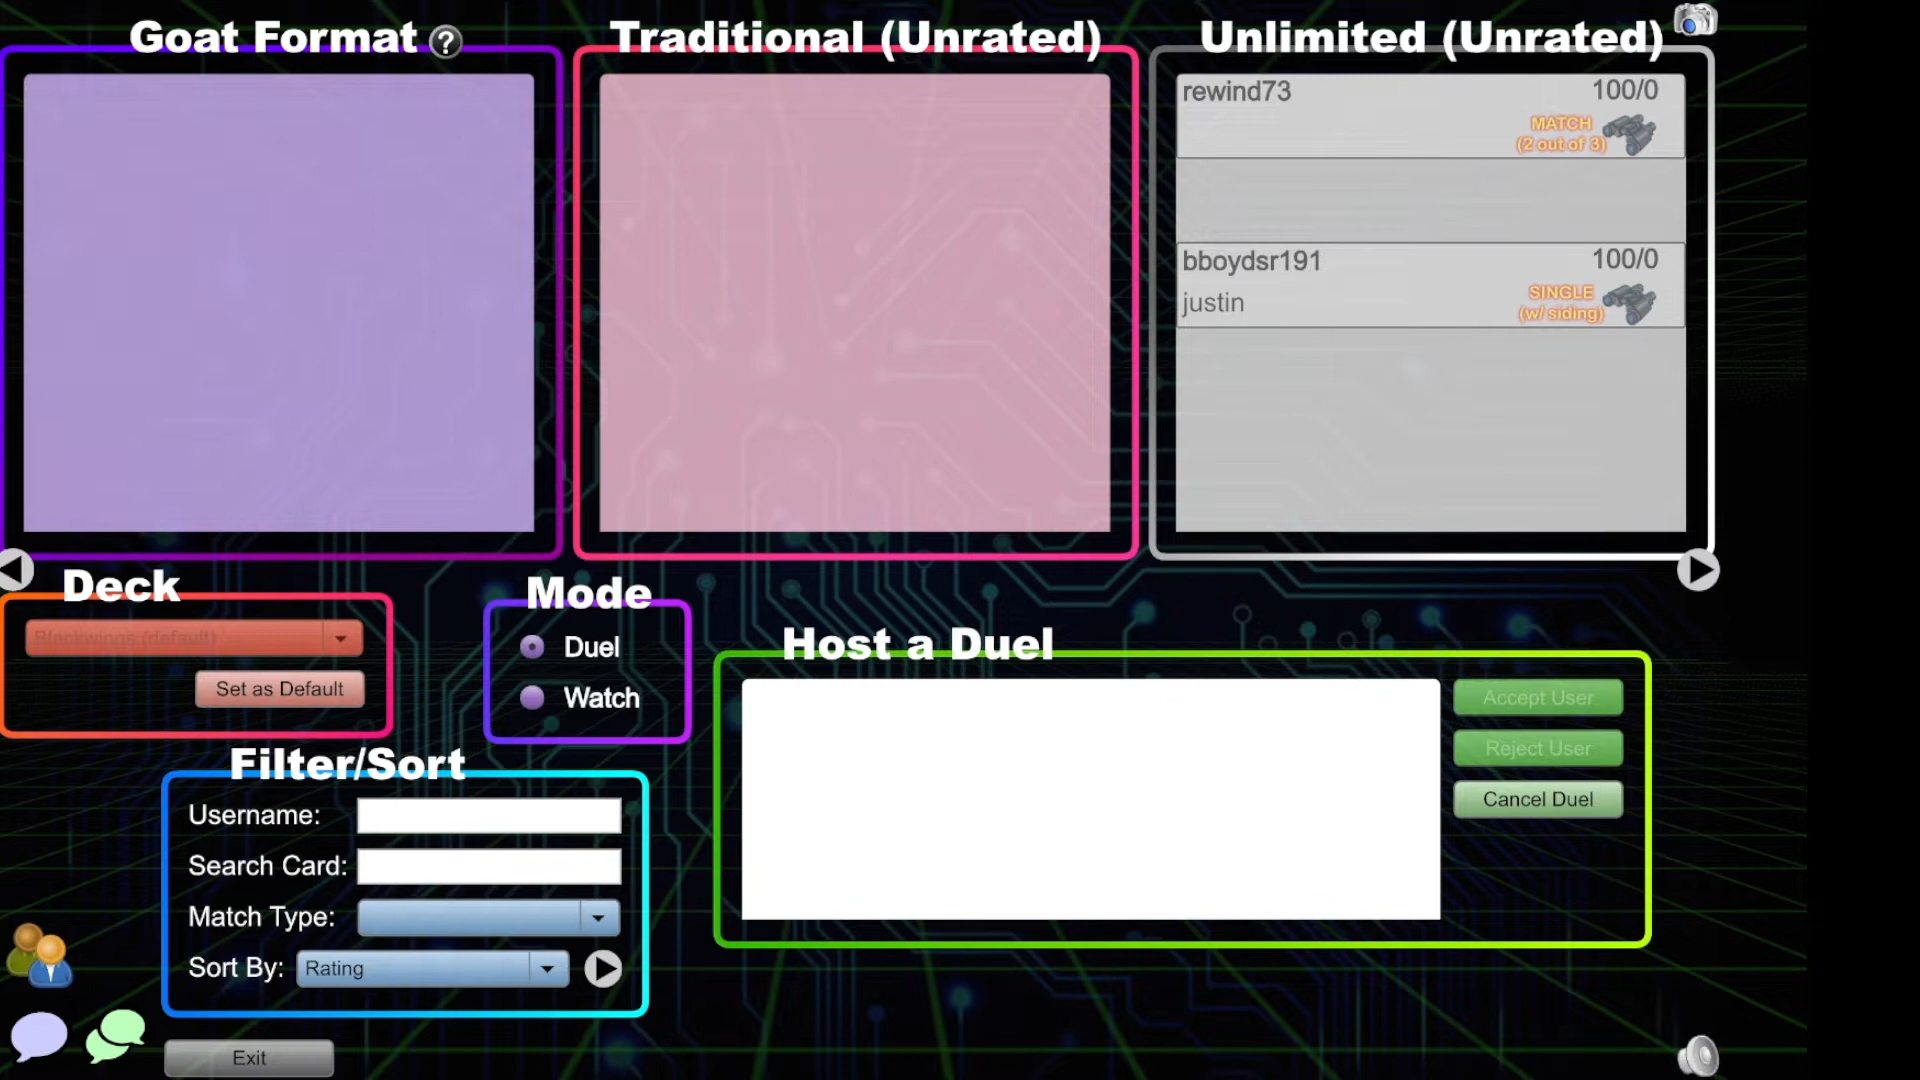 Goat Format ?
Traditional (Unrated)
Unlimited (Unrated)
rewind73 100/0
MATCH
(2 out of 3)
bboydsr191 100/0
justin
SINGLE
(w/ siding)
Deck
Blackwings (default)
Set as Default
Mode
Duel
Watch
Host a Duel
Accept User
Reject User
Cancel Duel
Filter/Sort
Username:
Search Card:
Match Type:
Sort By: Rating
Exit